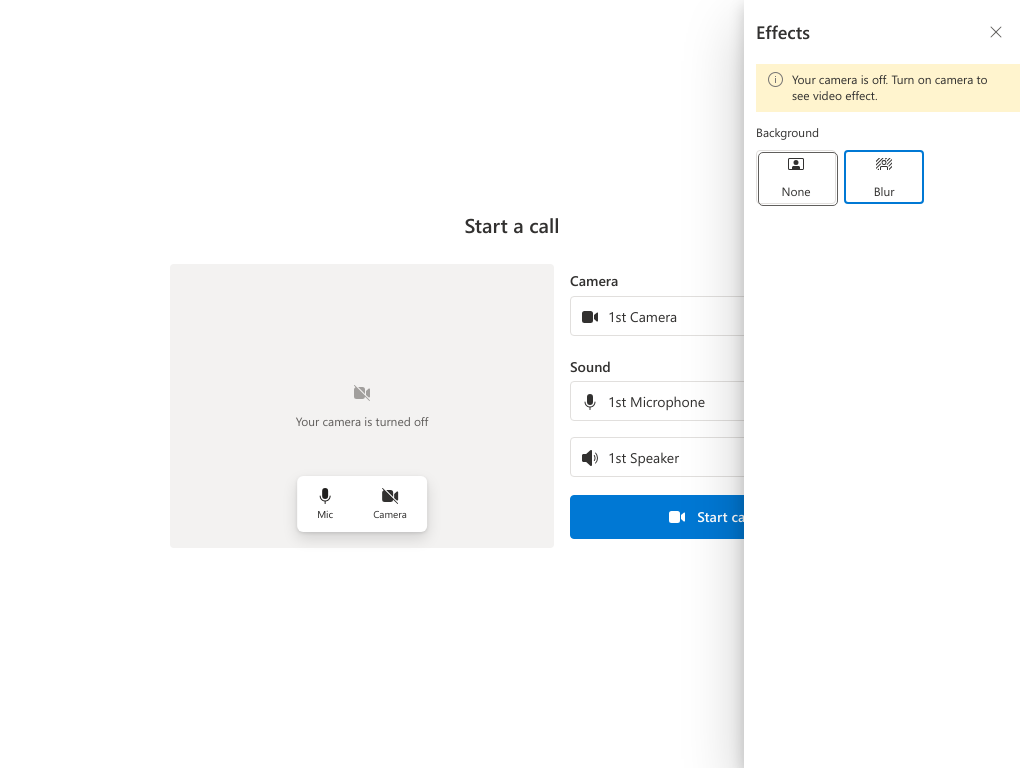 Effects
Your camera is off. Turn on camera to
see video effect.
Background
None
Blur
Start a call
Your camera is turned off
Mic
Camera
Camera
1st Camera
Sound
1st Microphone
1st Speaker
Start ca